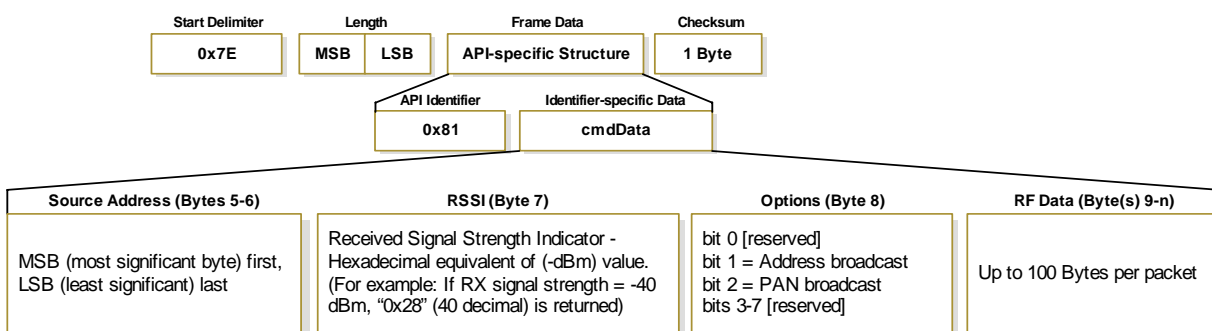 Start Delimiter
Length
Frame Data
Checksum
0x7E
MSB
LSB
API-specific Structure
1 Byte
API Identifier
Identifier-specific Data
0x81
cmdData
Source Address (Bytes 5-6)
MSB (most significant byte) first,
LSB (least significant) last
RSSI (Byte 7)
Received Signal Strength Indicator -
Hexadecimal equivalent of (-dBm) value.
(For example: If RX signal strength = -40
dBm, “0x28” (40 decimal) is returned)
Options (Byte 8)
bit 0 [reserved]
bit 1 = Address broadcast
bit 2 = PAN broadcast
bits 3-7 [reserved]
RF Data (Byte(s) 9-n)
Up to 100 Bytes per packet